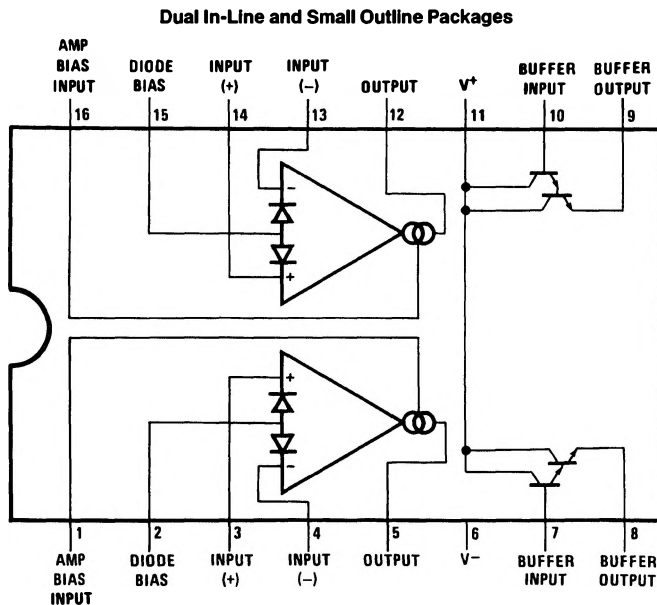 Dual In-Line and Small Outline Packages
AMP
BIAS
INPUT
DIODE
BIAS
INPUT
(+)
INPUT
(−)
OUTPUT
V+
BUFFER
INPUT
BUFFER
OUTPUT
16
15
14
13
12
11
10
9
−
+
+
−
1
2
3
4
5
6
7
8
AMP
BIAS
INPUT
DIODE
BIAS
INPUT
(+)
INPUT
(−)
OUTPUT
V−
BUFFER
INPUT
BUFFER
OUTPUT